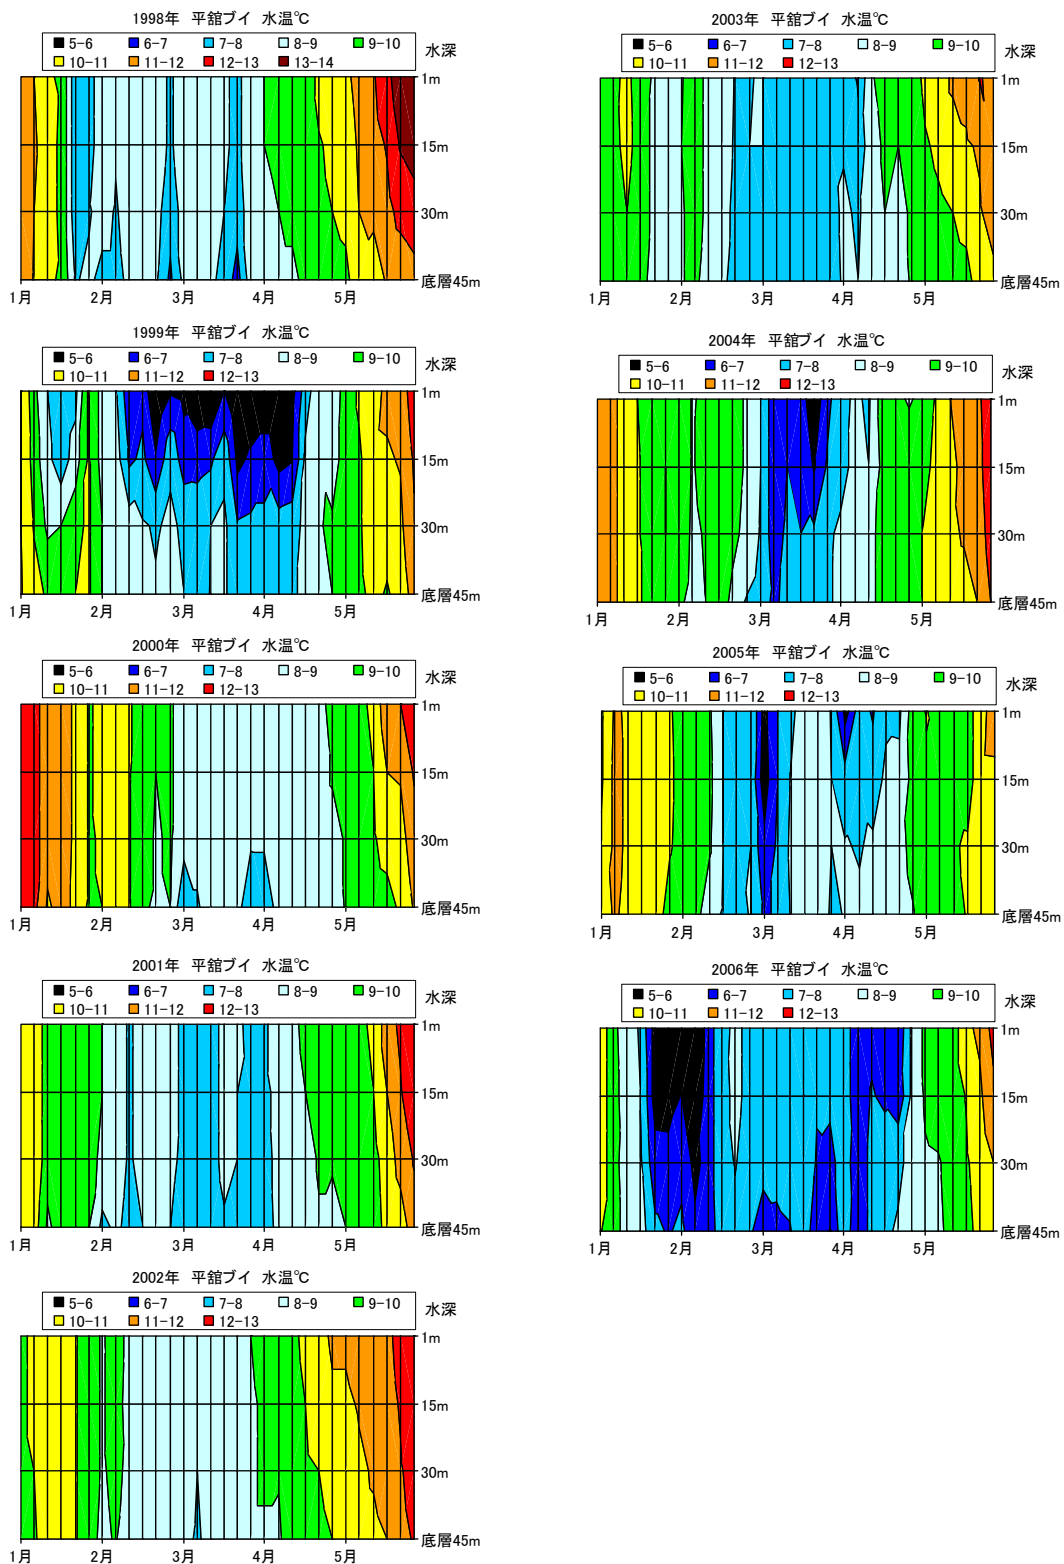 1998年 平舘ブイ 水温℃
5-6 6-7 7-8 8-9 9-10
10-11 11-12 12-13 13-14
水深
1m
15m
30m
底層45m
1月 2月 3月 4月 5月
1999年 平舘ブイ 水温℃
5-6 6-7 7-8 8-9 9-10
10-11 11-12 12-13
水深
1m
15m
30m
底層45m
1月 2月 3月 4月 5月
2000年 平舘ブイ 水温℃
5-6 6-7 7-8 8-9 9-10
10-11 11-12 12-13
水深
1m
15m
30m
底層45m
1月 2月 3月 4月 5月
2001年 平舘ブイ 水温℃
5-6 6-7 7-8 8-9 9-10
10-11 11-12 12-13
水深
1m
15m
30m
底層45m
1月 2月 3月 4月 5月
2002年 平舘ブイ 水温℃
5-6 6-7 7-8 8-9 9-10
10-11 11-12 12-13
水深
1m
15m
30m
底層45m
1月 2月 3月 4月 5月
2003年 平舘ブイ 水温℃
5-6 6-7 7-8 8-9 9-10
10-11 11-12 12-13
水深
1m
15m
30m
底層45m
1月 2月 3月 4月 5月
2004年 平舘ブイ 水温℃
5-6 6-7 7-8 8-9 9-10
10-11 11-12 12-13
水深
1m
15m
30m
底層45m
1月 2月 3月 4月 5月
2005年 平舘ブイ 水温℃
5-6 6-7 7-8 8-9 9-10
10-11 11-12 12-13
水深
1m
15m
30m
底層45m
1月 2月 3月 4月 5月
2006年 平舘ブイ 水温℃
5-6 6-7 7-8 8-9 9-10
10-11 11-12 12-13
水深
1m
15m
30m
底層45m
1月 2月 3月 4月 5月